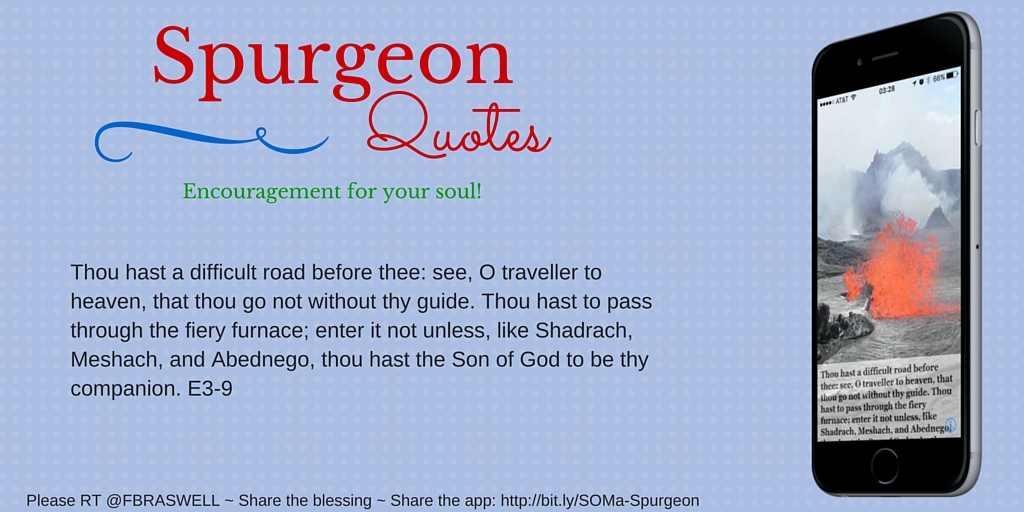 Spurgeon
Quotes
Encouragement for your soul!
Thou hast a difficult road before thee: see, O traveller to
heaven, that thou go not without thy guide. Thou hast to pass
through the fiery furnace; enter it not unless, like Shadrach,
Meshach, and Abednego, thou hast the Son of God to be thy
companion. E3-9
Please RT @FBRASWELL ~ Share the blessing ~ Share the app: http://bit.ly/SOMa-Spurgeon
AT&T 03:28 66%
Thou hast a difficult road before
thee: see, O traveller to heaven, that
thou go not without thy guide. Thou
hast to pass through the fiery
furnace; enter it not unless, like
Shadrach, Meshach, and Abednego,